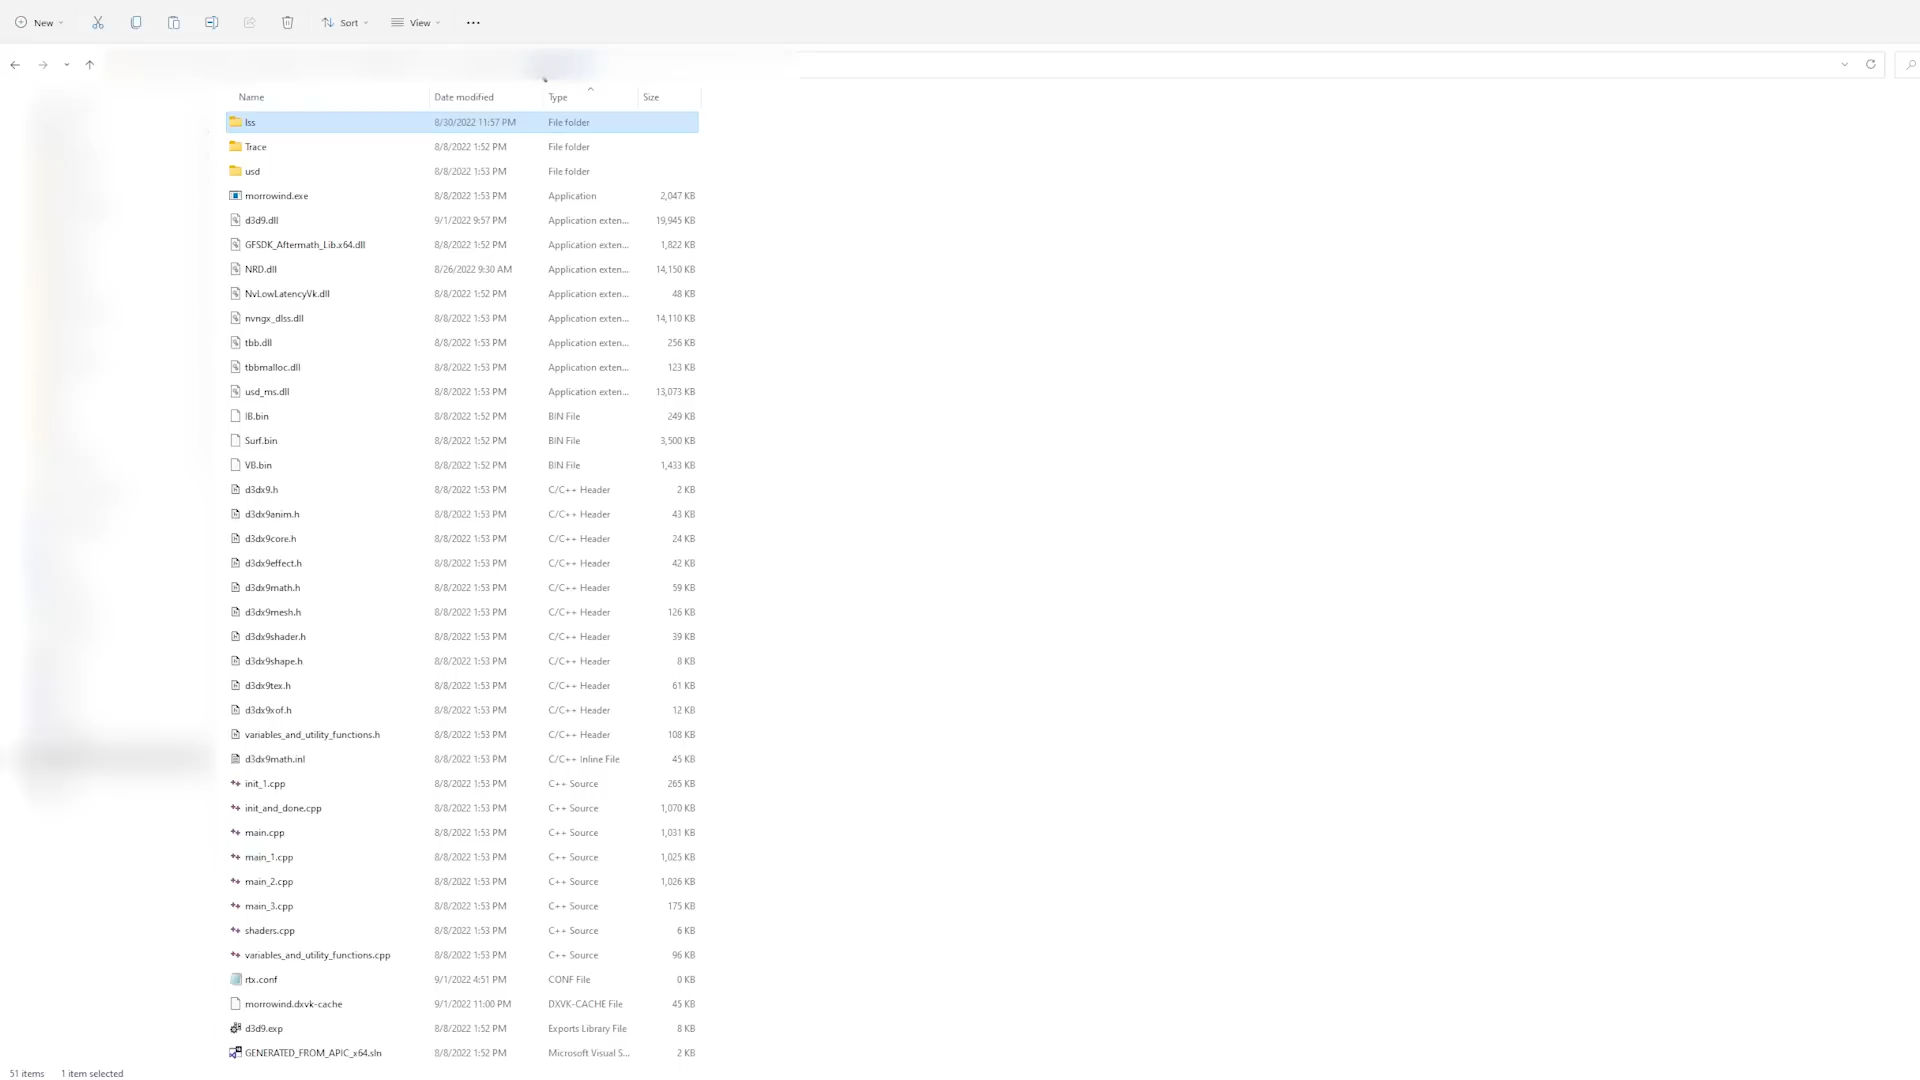 New Sort View
Name Date modified Type Size
lss 8/30/2022 11:57 PM File folder
Trace 8/8/2022 1:52 PM File folder
usd 8/8/2022 1:53 PM File folder
morrowind.exe 8/8/2022 1:53 PM Application 2,047 KB
d3d9.dll 9/1/2022 9:57 PM Application exten... 19,945 KB
GFSDK_Aftermath_Lib.x64.dll 8/8/2022 1:52 PM Application exten... 1,822 KB
NRD.dll 8/26/2022 9:30 AM Application exten... 14,150 KB
NvLowLatencyVk.dll 8/8/2022 1:52 PM Application exten... 48 KB
nvngx_dlss.dll 8/8/2022 1:53 PM Application exten... 14,110 KB
tbb.dll 8/8/2022 1:53 PM Application exten... 256 KB
tbbmalloc.dll 8/8/2022 1:53 PM Application exten... 123 KB
usd_ms.dll 8/8/2022 1:53 PM Application exten... 13,073 KB
IB.bin 8/8/2022 1:52 PM BIN File 249 KB
Surf.bin 8/8/2022 1:52 PM BIN File 3,500 KB
VB.bin 8/8/2022 1:52 PM BIN File 1,433 KB
d3dx9.h 8/8/2022 1:53 PM C/C++ Header 2 KB
d3dx9anim.h 8/8/2022 1:53 PM C/C++ Header 43 KB
d3dx9core.h 8/8/2022 1:53 PM C/C++ Header 24 KB
d3dx9effect.h 8/8/2022 1:53 PM C/C++ Header 42 KB
d3dx9math.h 8/8/2022 1:53 PM C/C++ Header 59 KB
d3dx9mesh.h 8/8/2022 1:53 PM C/C++ Header 126 KB
d3dx9shader.h 8/8/2022 1:53 PM C/C++ Header 39 KB
d3dx9shape.h 8/8/2022 1:53 PM C/C++ Header 8 KB
d3dx9tex.h 8/8/2022 1:53 PM C/C++ Header 61 KB
d3dx9xof.h 8/8/2022 1:53 PM C/C++ Header 12 KB
variables_and_utility_functions.h 8/8/2022 1:53 PM C/C++ Header 108 KB
d3dx9math.inl 8/8/2022 1:53 PM C/C++ Inline File 45 KB
init_1.cpp 8/8/2022 1:53 PM C++ Source 265 KB
init_and_done.cpp 8/8/2022 1:53 PM C++ Source 1,070 KB
main.cpp 8/8/2022 1:53 PM C++ Source 1,031 KB
main_1.cpp 8/8/2022 1:53 PM C++ Source 1,025 KB
main_2.cpp 8/8/2022 1:53 PM C++ Source 1,026 KB
main_3.cpp 8/8/2022 1:53 PM C++ Source 175 KB
shaders.cpp 8/8/2022 1:53 PM C++ Source 6 KB
variables_and_utility_functions.cpp 8/8/2022 1:53 PM C++ Source 96 KB
rtx.conf 9/1/2022 4:51 PM CONF File 0 KB
morrowind.dxvk-cache 9/1/2022 11:00 PM DXVK-CACHE File 45 KB
d3d9.exp 8/8/2022 1:52 PM Exports Library File 8 KB
GENERATED_FROM_APIC_x64.sln 8/8/2022 1:52 PM Microsoft Visual S... 2 KB
51 items 1 item selected